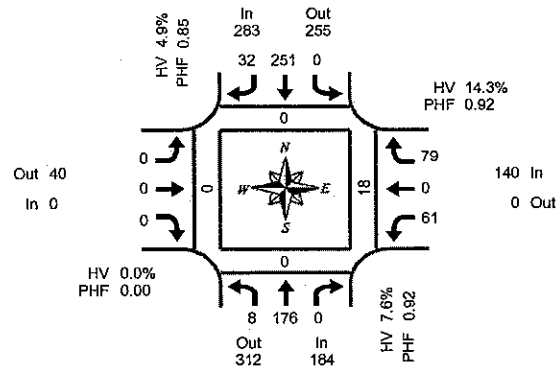 In Out
283 255
32 251 0
HV 4.9%
PHF 0.85
HV 14.3%
PHF 0.92
0
0 79
Out 40 0 0 N W E S 18 0 140 In
In 0 0 61 0 Out
0
HV 0.0%
PHF 0.00
8 176 0
Out In
312 184
HV 7.6%
PHF 0.92